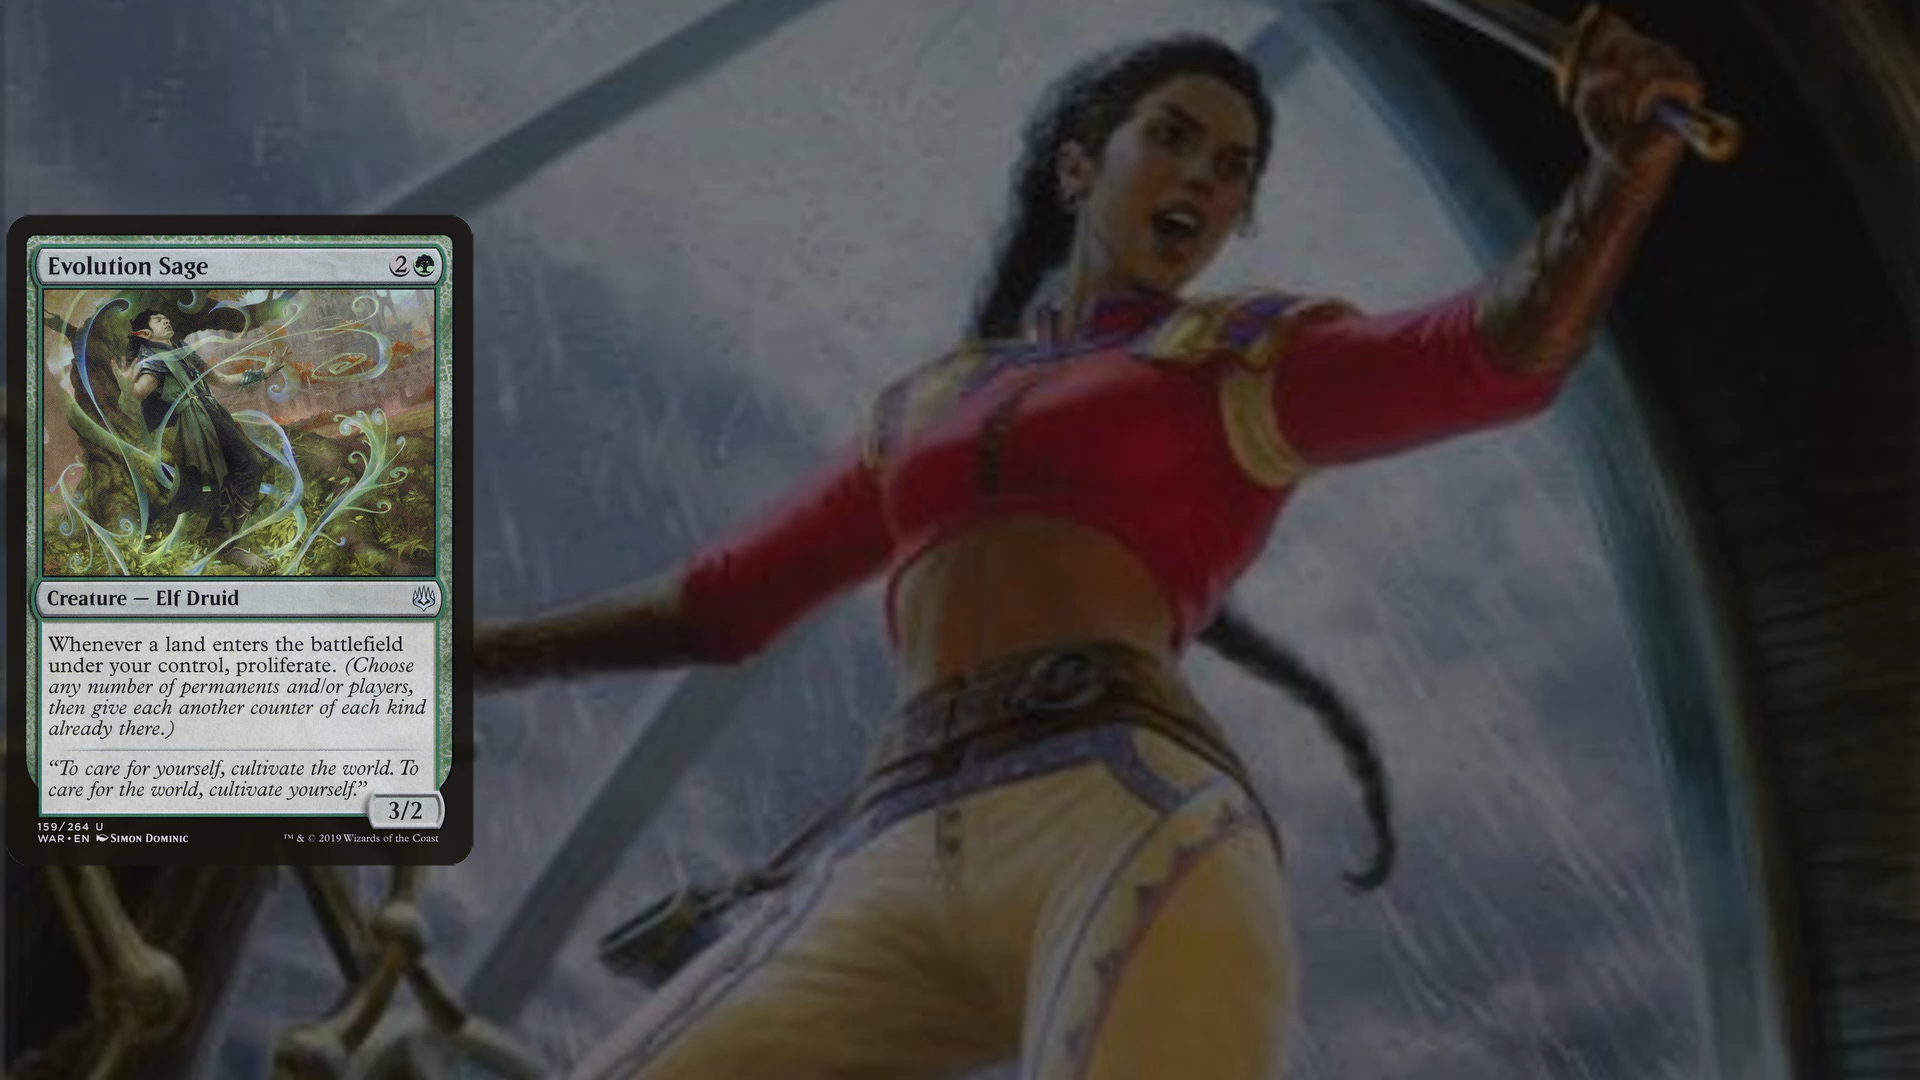 Evolution Sage 2
Creature — Elf Druid
Whenever a land enters the battlefield
under your control, proliferate. (Choose
any number of permanents and/or players,
then give each another counter of each kind
already there.)
“To care for yourself, cultivate the world. To
care for the world, cultivate yourself.”
3/2
159/264 U
WAR • EN Simon Dominic ™ & © 2019 Wizards of the Coast